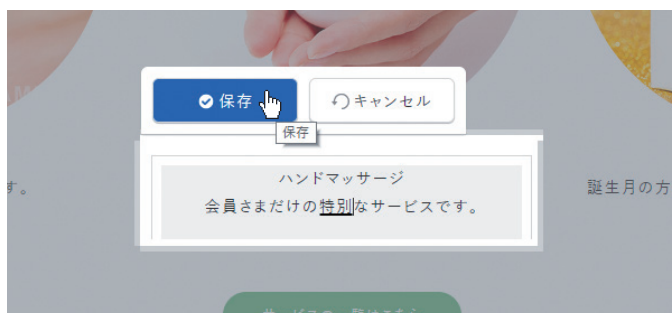 保存
キャンセル
保存
ハンドマッサージ
会員さまだけの特別なサービスです。
す。
誕生月の方